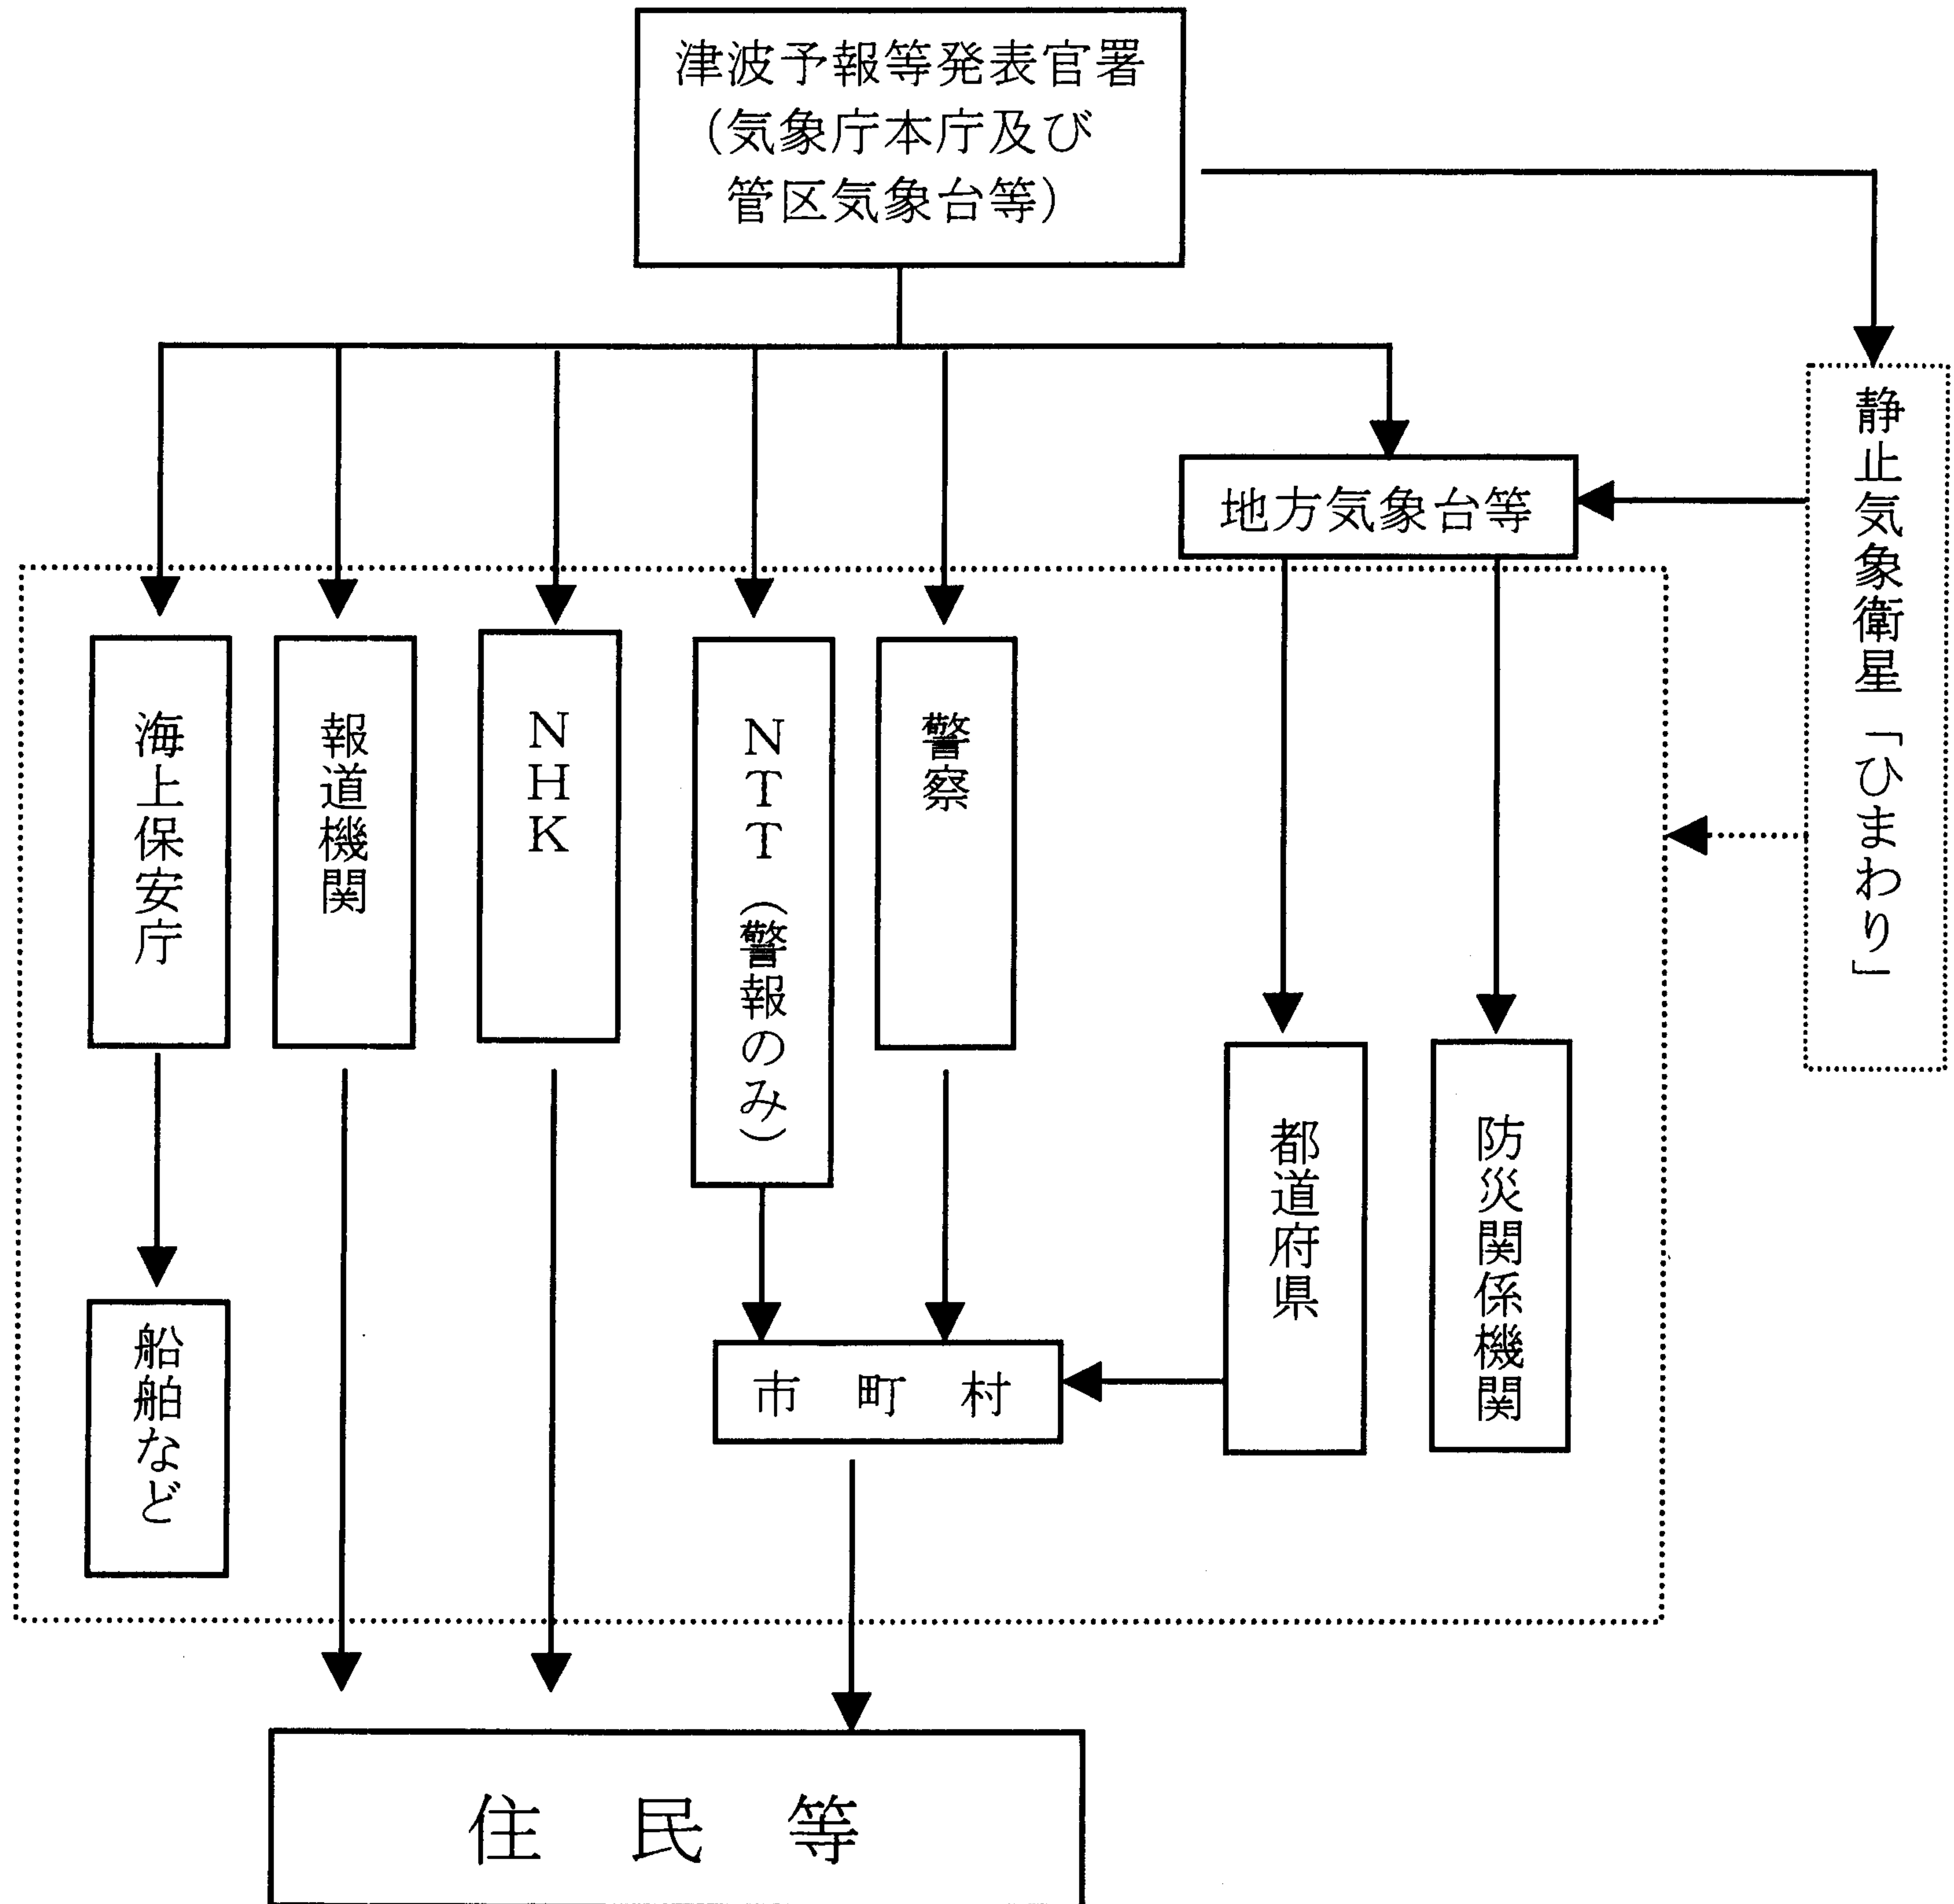 津波予報等発表官署
（気象庁本庁及び
管区気象台等）
静止気象衛星「ひまわり」
地方気象台等
海上保安庁
報道機関
NHK
NTT（警報のみ）
警察
都道府県
防災関係機関
船舶など
市　町　村
住　民　等